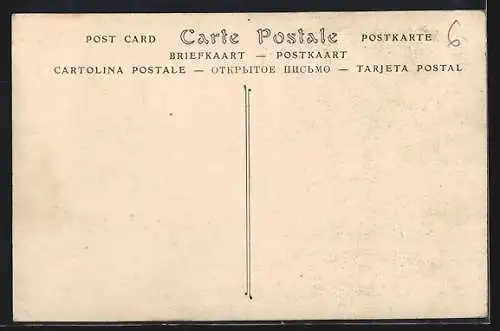 POST CARD Carte Postale POSTKARTE 6
BRIEFKAART — POSTKAART
CARTOLINA POSTALE — ОТКРЫТОЕ ПИСЬМО — TARJETA POSTAL